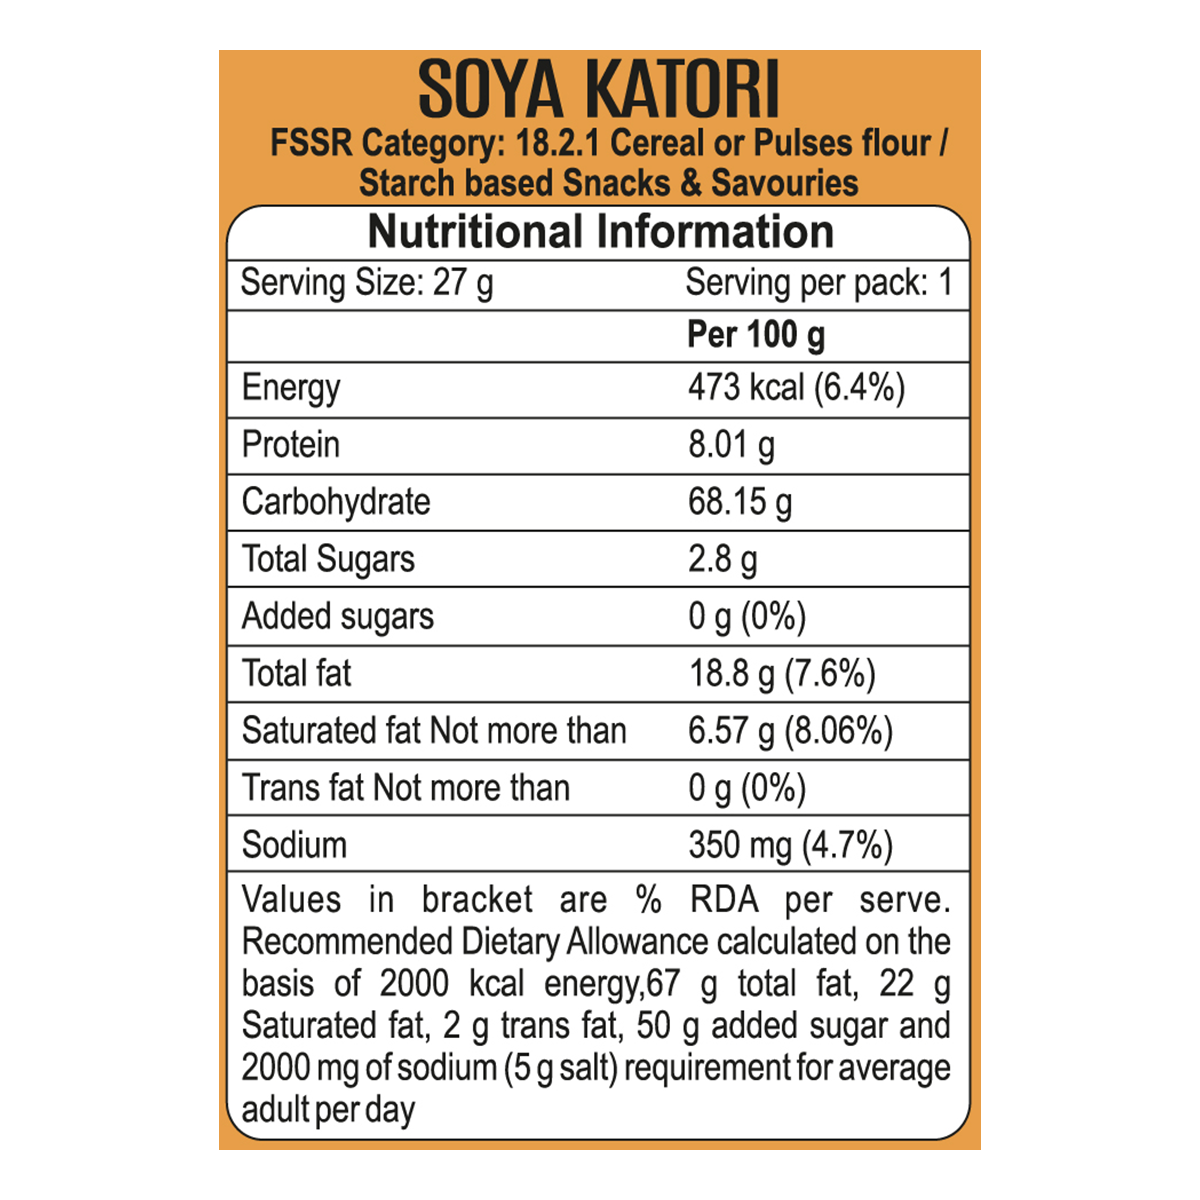 SOYA KATORI
FSSR Category: 18.2.1 Cereal or Pulses flour /
Starch based Snacks & Savouries
Nutritional Information
Serving Size: 27 g Serving per pack: 1
Per 100 g
Energy 473 kcal (6.4%)
Protein 8.01 g
Carbohydrate 68.15 g
Total Sugars 2.8 g
Added sugars 0 g (0%)
Total fat 18.8 g (7.6%)
Saturated fat Not more than 6.57 g (8.06%)
Trans fat Not more than 0 g (0%)
Sodium 350 mg (4.7%)
Values in bracket are % RDA per serve.
Recommended Dietary Allowance calculated on the
basis of 2000 kcal energy,67 g total fat, 22 g
Saturated fat, 2 g trans fat, 50 g added sugar and
2000 mg of sodium (5 g salt) requirement for average
adult per day